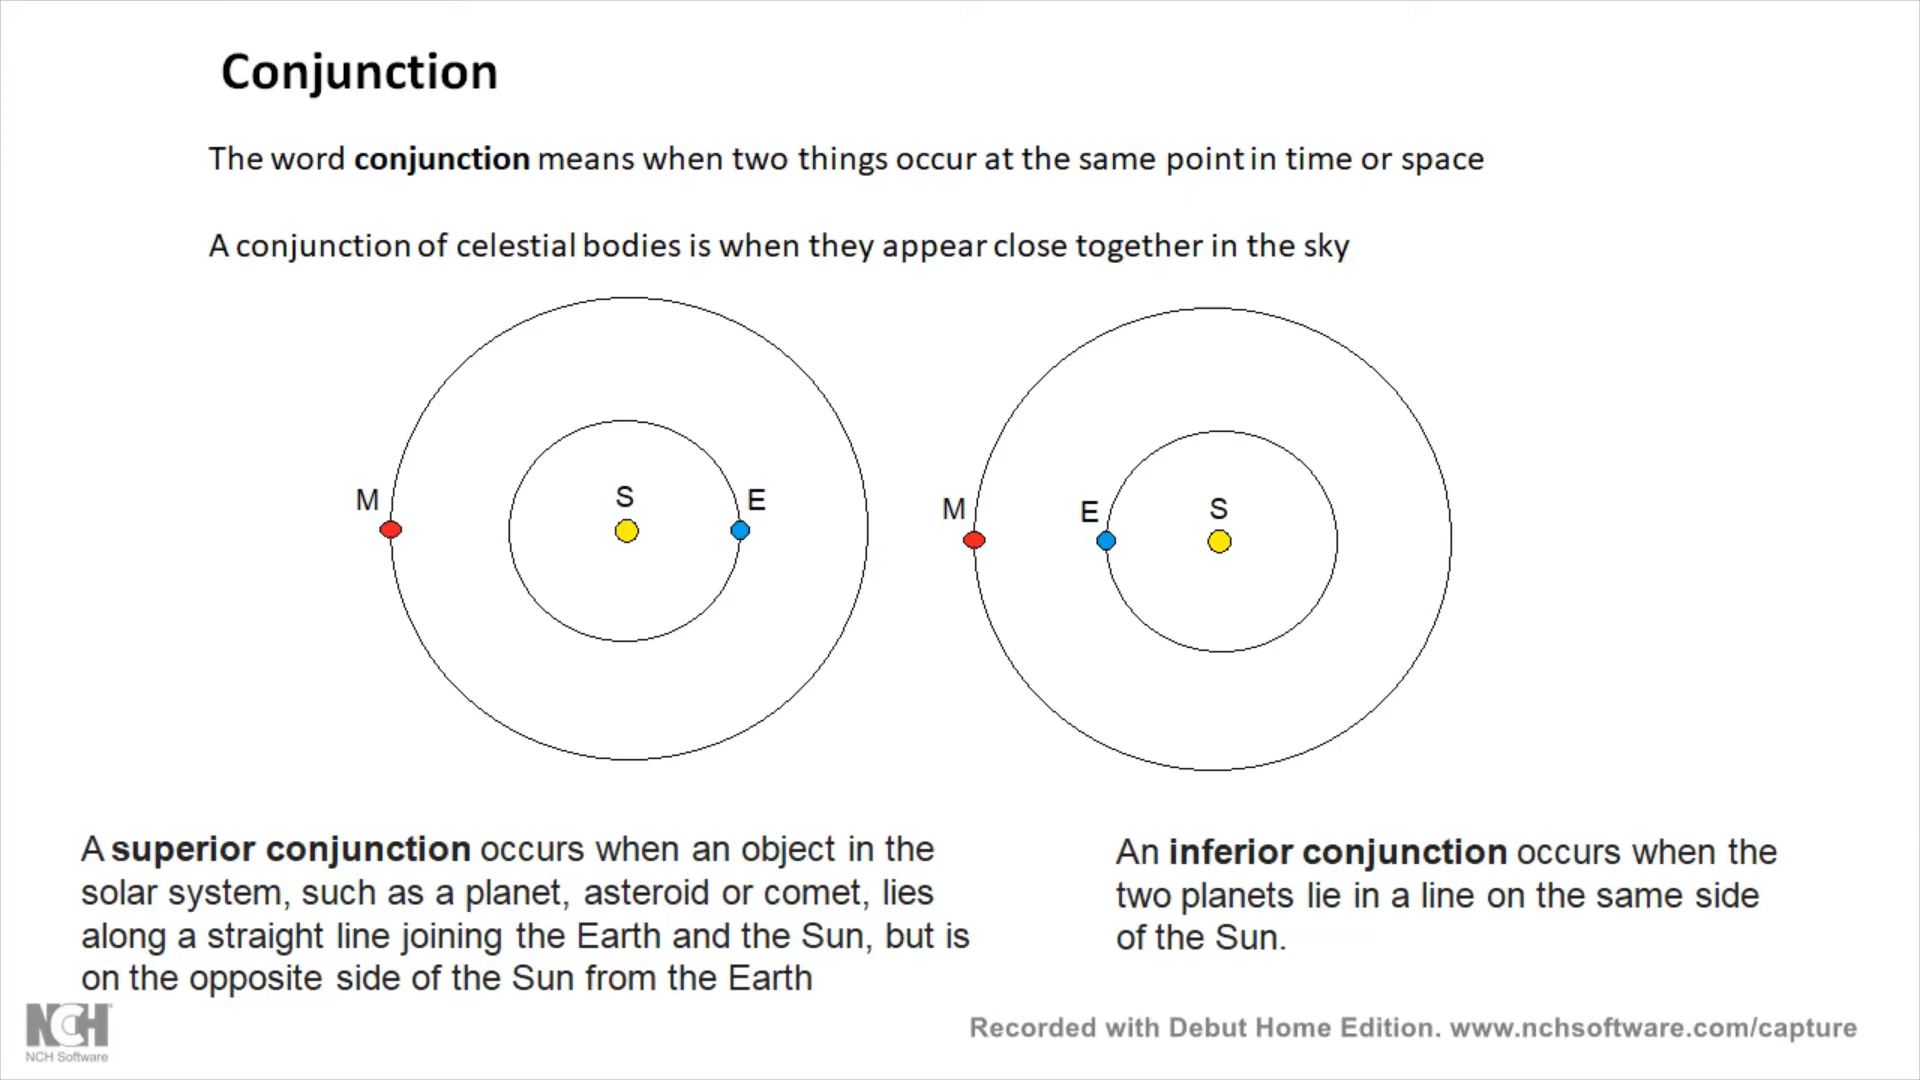 Conjunction
The word conjunction means when two things occur at the same point in time or space
A conjunction of celestial bodies is when they appear close together in the sky
M
S
E
M
E
S
A superior conjunction occurs when an object in the
solar system, such as a planet, asteroid or comet, lies
along a straight line joining the Earth and the Sun, but is
on the opposite side of the Sun from the Earth
An inferior conjunction occurs when the
two planets lie in a line on the same side
of the Sun.
NCH
NCH Software
Recorded with Debut Home Edition. www.nchsoftware.com/capture